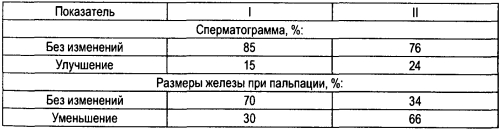 Показатель I II
Сперматограмма, %:
Без изменений 85 76
Улучшение 15 24
Размеры железы при пальпации, %:
Без изменений 70 34
Уменьшение 30 66